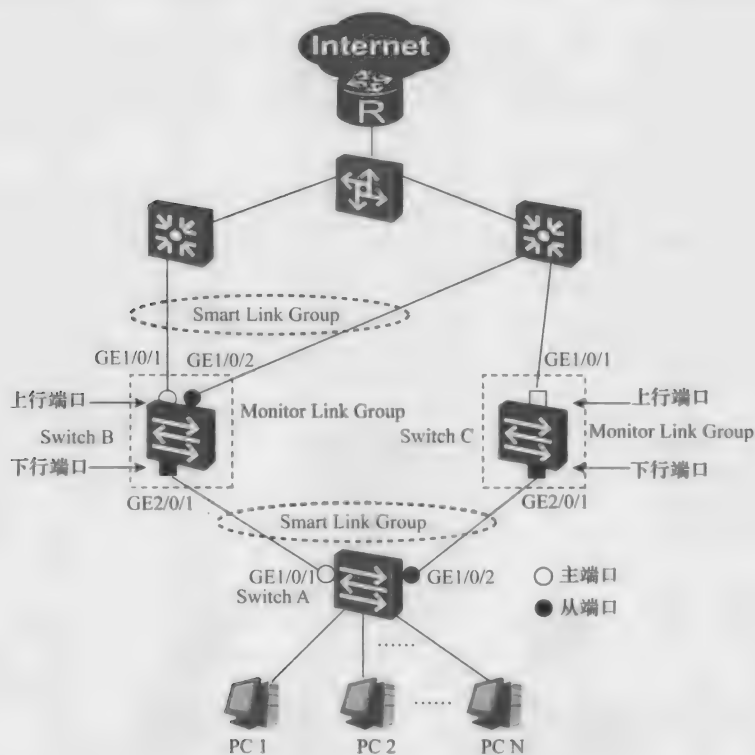 Internet
R
Smart Link Group
GE1/0/1
GE1/0/2
GE1/0/1
上行端口
Monitor Link Group
上行端口
Switch B
Switch C
Monitor Link Group
下行端口
下行端口
GE2/0/1
GE2/0/1
Smart Link Group
GE1/0/1
GE1/0/2
主端口
Switch A
从端口
……
PC 1
PC 2
……
PC N